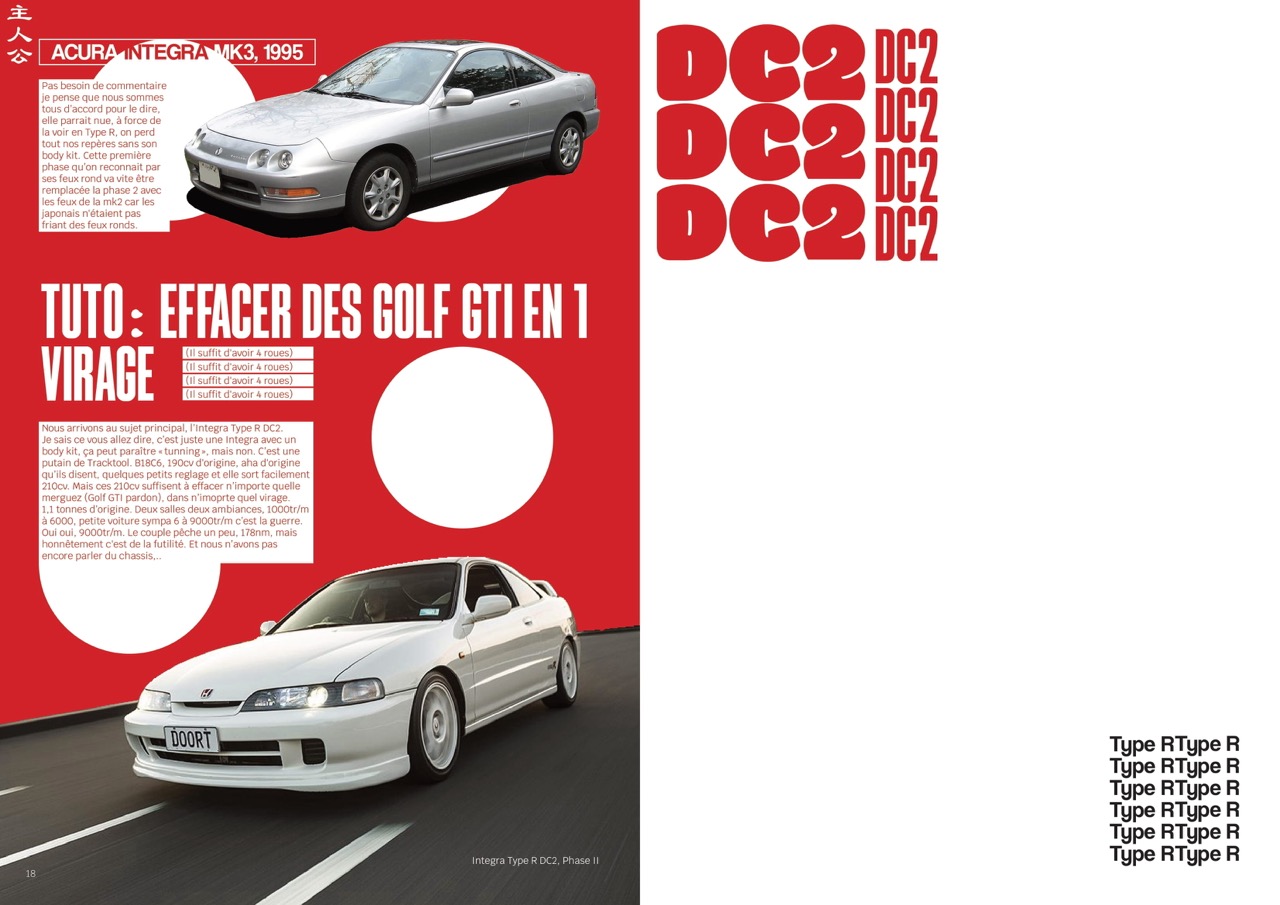 主
人
公
ACURA INTEGRA MK3, 1995
Pas besoin de commentaire
je pense que nous sommes
tous d'accord pour le dire,
elle parrait nue, à force de
la voir en Type R, on perd
tout nos repères sans son
body kit. Cette première
phase qu'on reconnait par
ses feux rond va vite être
remplacée la phase 2 avec
les feux de la mk2 car les
japonais n'étaient pas
friant des feux ronds.
TUTO : EFFACER DES GOLF GTI EN 1
VIRAGE
(Il suffit d'avoir 4 roues)
(Il suffit d'avoir 4 roues)
(Il suffit d'avoir 4 roues)
(Il suffit d'avoir 4 roues)
Nous arrivons au sujet principal, l'Integra Type R DC2.
Je sais ce vous allez dire, c'est juste une Integra avec un
body kit, ça peut paraître « tunning », mais non. C'est une
putain de Tracktool. B18C6, 190cv d'origine, aha d'origine
qu'ils disent, quelques petits reglage et elle sort facilement
210cv. Mais ces 210cv suffisent à effacer n'importe quelle
merguez (Golf GTI pardon), dans n'imoprte quel virage.
1,1 tonnes d'origine. Deux salles deux ambiances, 1000tr/m
à 6000, petite voiture sympa 6 à 9000tr/m c'est la guerre.
Oui oui, 9000tr/m. Le couple pêche un peu, 178nm, mais
honnêtement c'est de la futilité. Et nous n'avons pas
encore parler du chassis,..
DOORT
Integra Type R DC2, Phase II
18
DC2
DC2
DC2
DC2
DC2
DC2
DC2
Type RType R
Type RType R
Type RType R
Type RType R
Type RType R
Type RType R